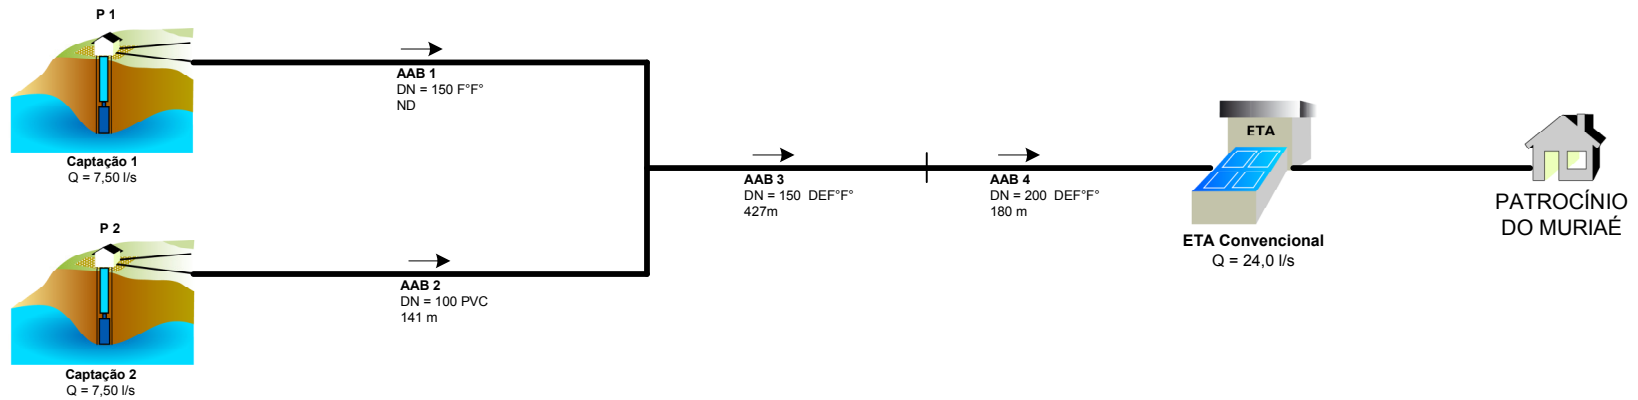 P 1
Captação 1
Q = 7,50 l/s
AAB 1
DN = 150 F°F°
ND
P 2
Captação 2
Q = 7,50 l/s
AAB 2
DN = 100 PVC
141 m
AAB 3
DN = 150 DEF°F°
427m
AAB 4
DN = 200 DEF°F°
180 m
ETA
ETA Convencional
Q = 24,0 l/s
PATROCÍNIO
DO MURIAÉ